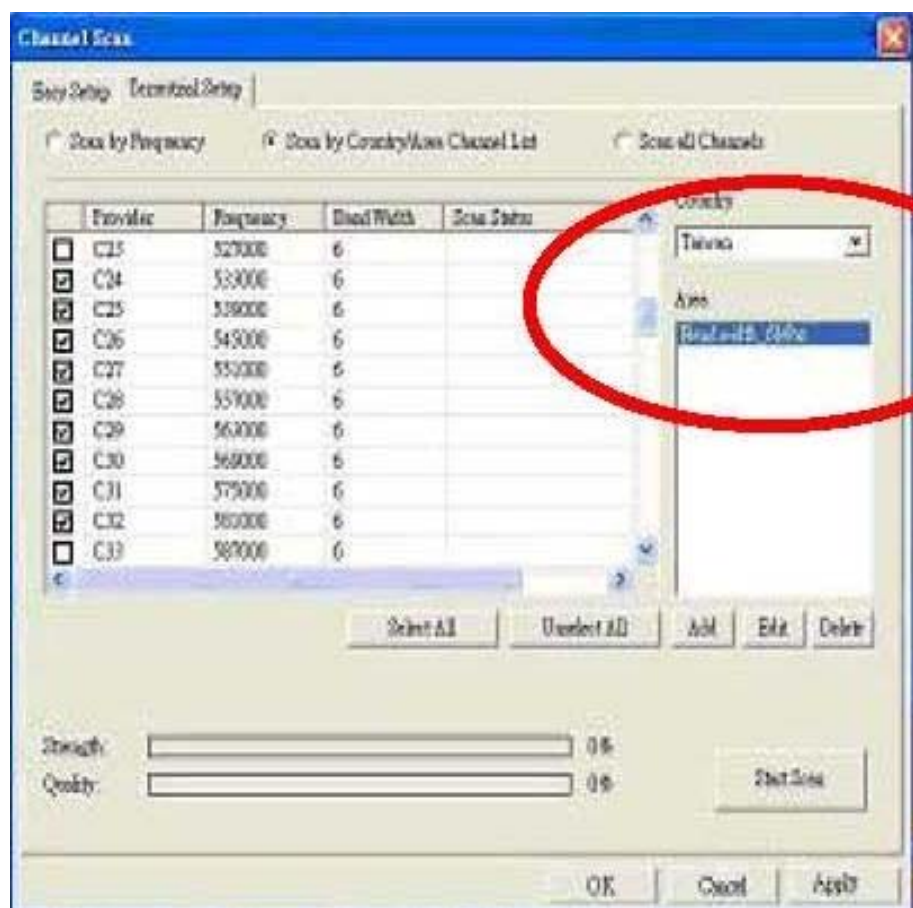 Channel Scan
Easy Setup Terrestrial Setup
Scan by Frequency Scan by Country/Area Channel List Scan all Channels
Country
Provider Frequency Band Width Scan Status
Taiwan
C23 527000 6
C24 533000 6
C25 539000 6
Area
C26 545000 6
Bandwidth_6Mhz
C27 551000 6
C28 557000 6
C29 563000 6
C30 569000 6
C31 575000 6
C32 581000 6
C33 587000 6
Select All Unselect All Add Edit Delete
Strength: 0%
Quality: 0%
Start Scan
OK Cancel Apply